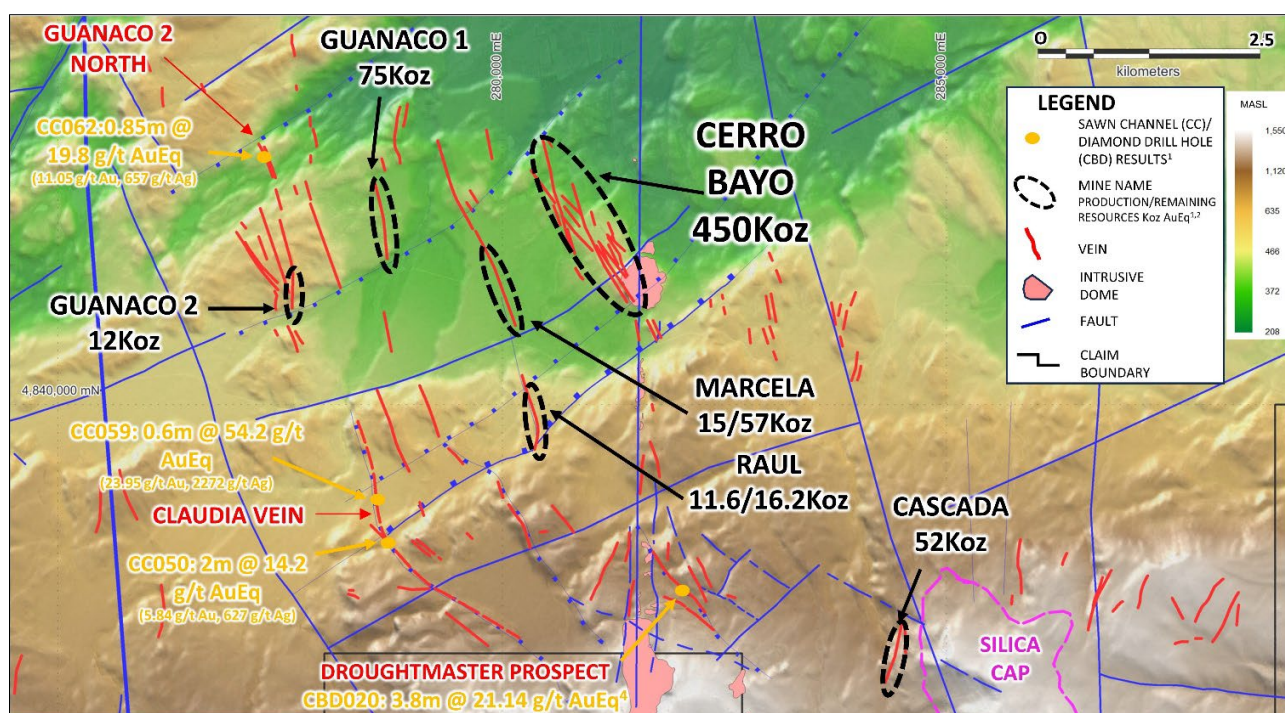 GUANACO 2
NORTH
CC062:0.85m @
19.8 g/t AuEq
(11.05 g/t Au, 657 g/t Ag)
GUANACO 1
75Koz
280,000 mE
CERRO
BAYO
450Koz
285,000 mE
0 2.5
kilometers
LEGEND
SAWN CHANNEL (CC)/
DIAMOND DRILL HOLE
(CBD) RESULTS¹
MINE NAME
PRODUCTION/REMAINING
RESOURCES Koz AuEq¹,²
VEIN
INTRUSIVE
DOME
FAULT
CLAIM
BOUNDARY
MASL
1,550
1,120
635
466
372
208
GUANACO 2
12Koz
4,840,000 mN
MARCELA
15/57Koz
RAUL
11.6/16.2Koz
CC059: 0.6m @ 54.2 g/t
AuEq
(23.95 g/t Au, 2272 g/t Ag)
CLAUDIA VEIN
CC050: 2m @ 14.2
g/t AuEq
(5.84 g/t Au, 627 g/t Ag)
CASCADA
52Koz
SILICA
CAP
DROUGHTMASTER PROSPECT
CBD020: 3.8m @ 21.14 g/t AuEq⁴